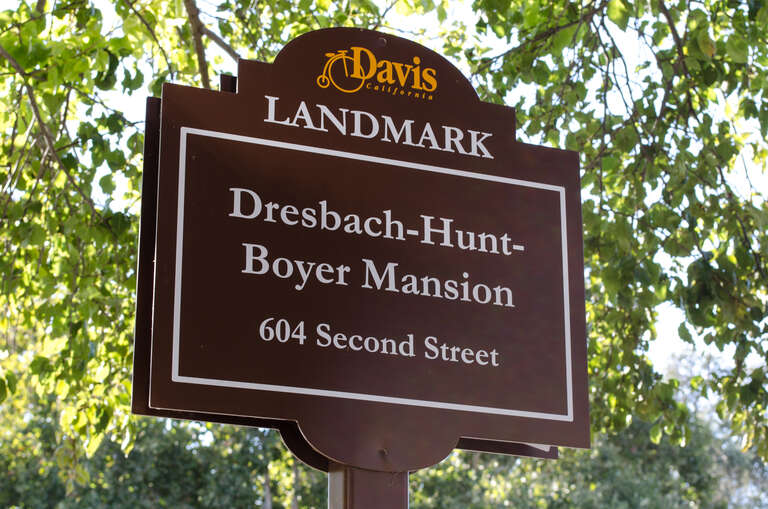 Davis
California
LANDMARK
Dresbach-Hunt-
Boyer Mansion
604 Second Street